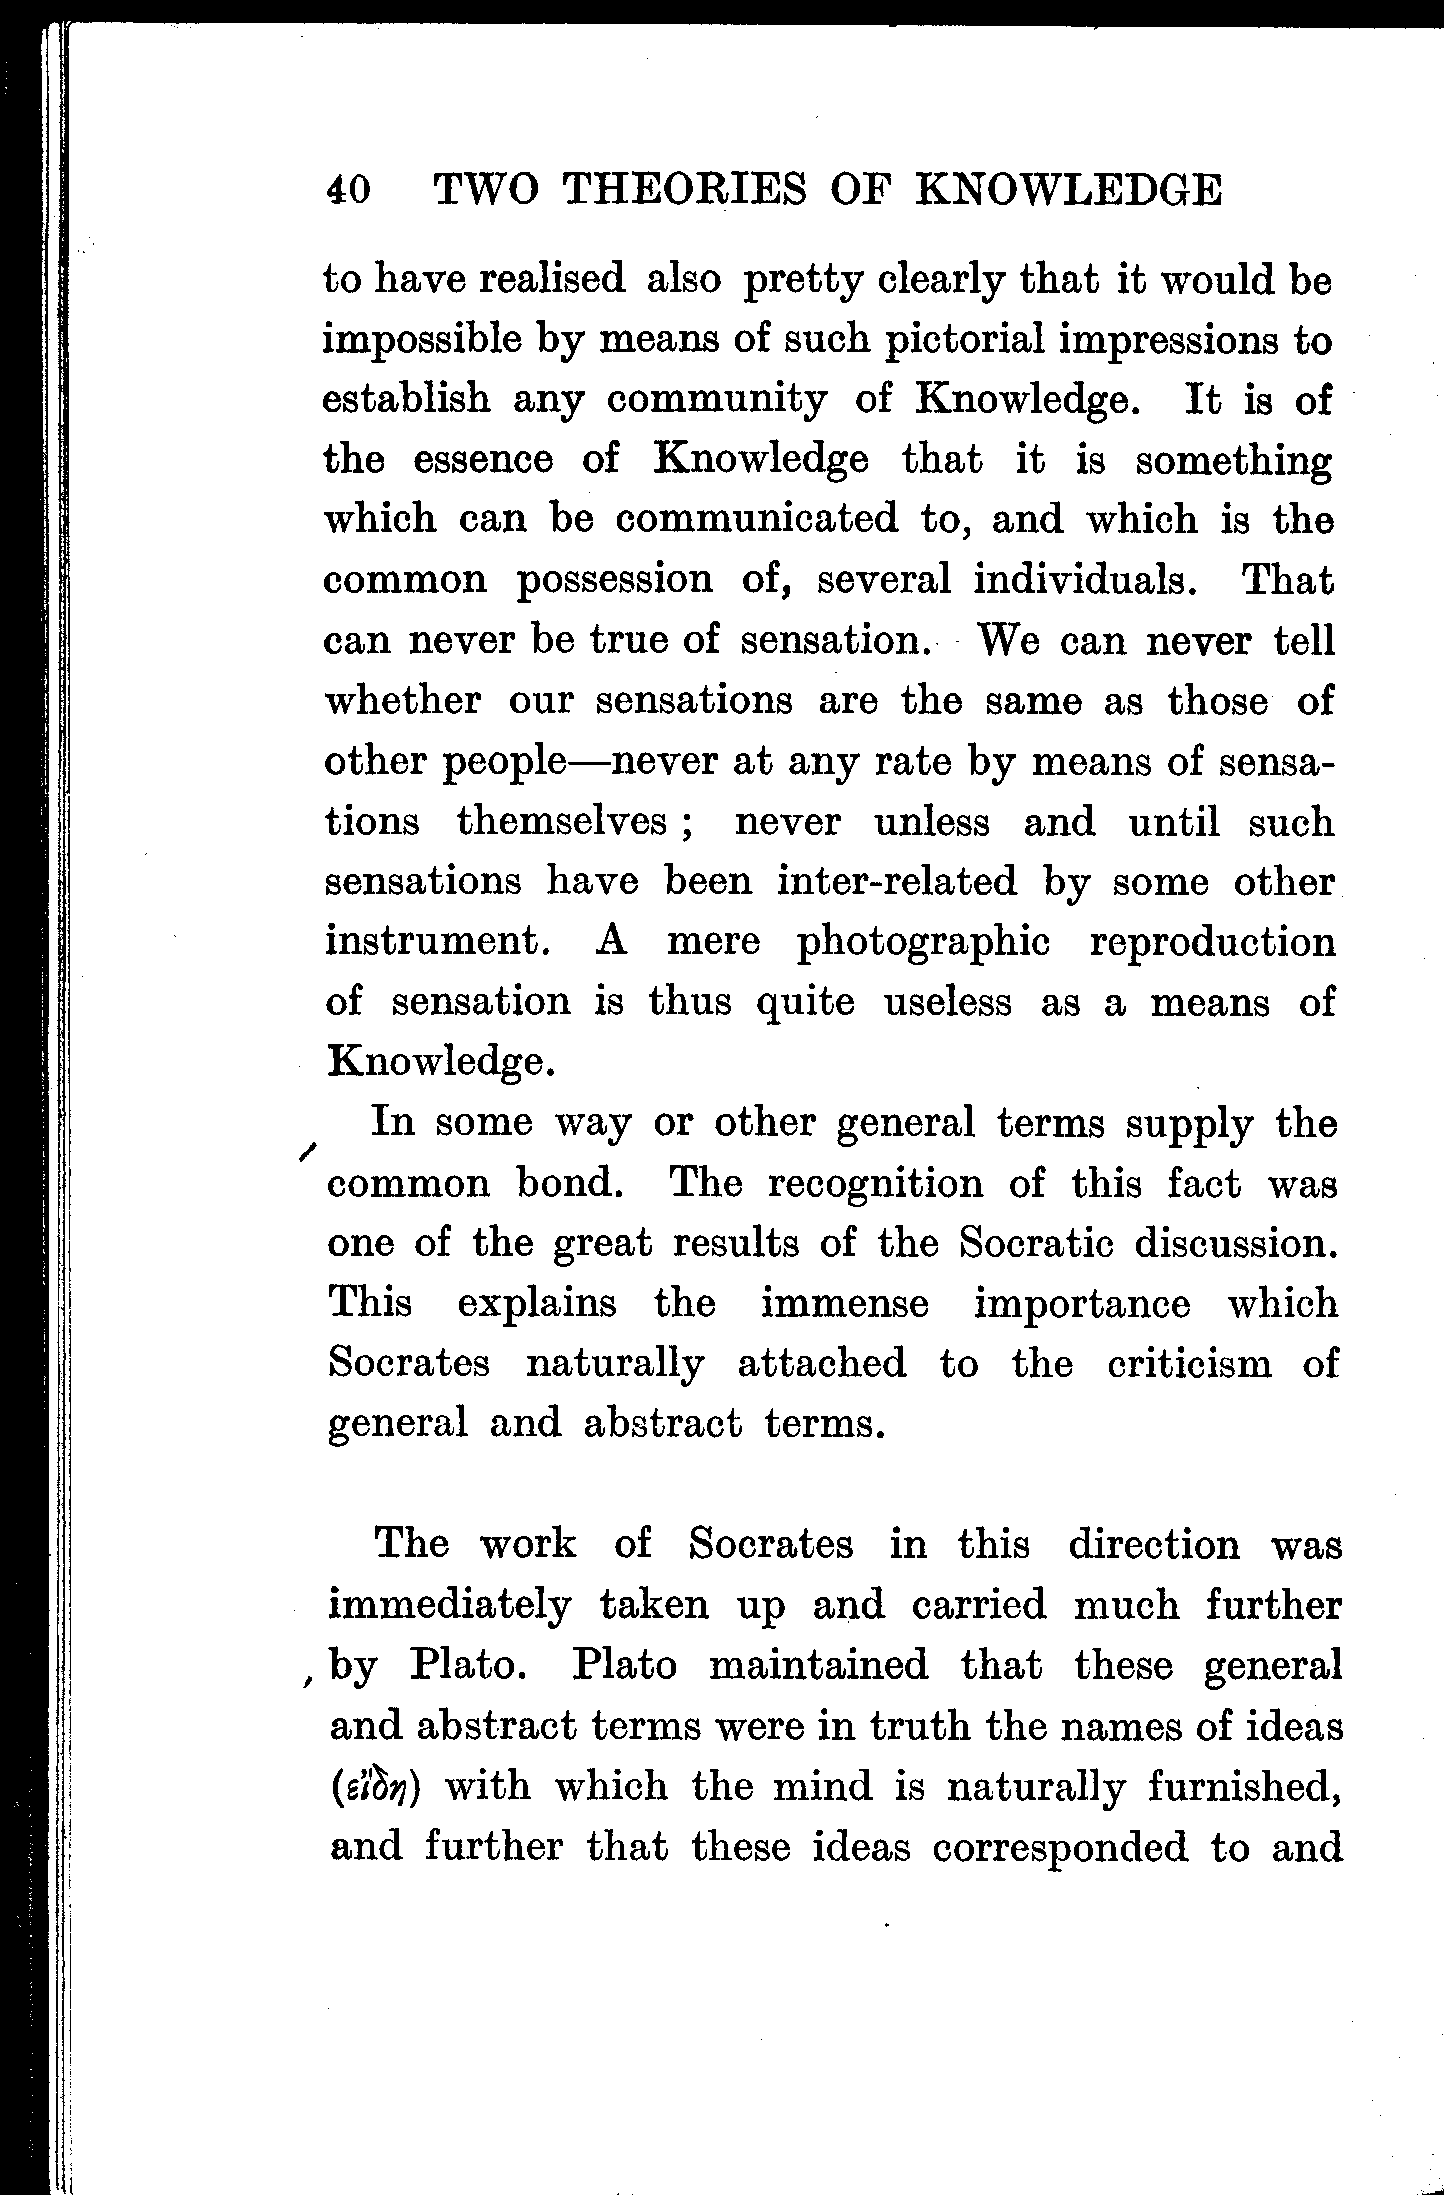 40 TWO THEORIES OF KNOWLEDGE
to have realised also pretty clearly that it would be
impossible by means of such pictorial impressions to
establish any community of Knowledge. It is of
the essence of Knowledge that it is something
which can be communicated to, and which is the
common possession of, several individuals. That
can never be true of sensation. We can never tell
whether our sensations are the same as those of
other people—never at any rate by means of sensa-
tions themselves ; never unless and until such
sensations have been inter-related by some other
instrument. A mere photographic reproduction
of sensation is thus quite useless as a means of
Knowledge.
In some way or other general terms supply the
common bond. The recognition of this fact was
one of the great results of the Socratic discussion.
This explains the immense importance which
Socrates naturally attached to the criticism of
general and abstract terms.
The work of Socrates in this direction was
immediately taken up and carried much further
by Plato. Plato maintained that these general
and abstract terms were in truth the names of ideas
(εἴδη) with which the mind is naturally furnished,
and further that these ideas corresponded to and